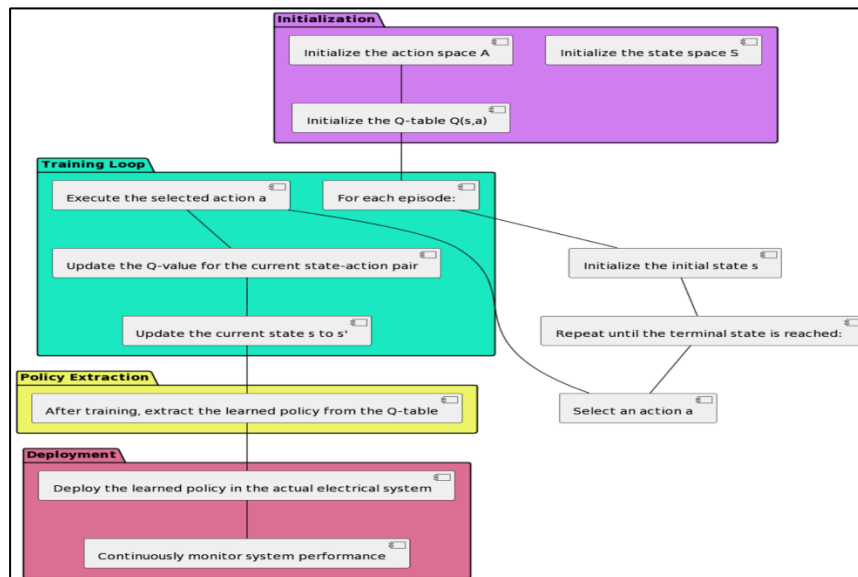 Initialization
Initialize the action space A
Initialize the state space S
Initialize the Q-table Q(s,a)
Training Loop
Execute the selected action a
For each episode:
Update the Q-value for the current state-action pair
Initialize the initial state s
Update the current state s to s'
Repeat until the terminal state is reached:
Policy Extraction
After training, extract the learned policy from the Q-table
Select an action a
Deployment
Deploy the learned policy in the actual electrical system
Continuously monitor system performance